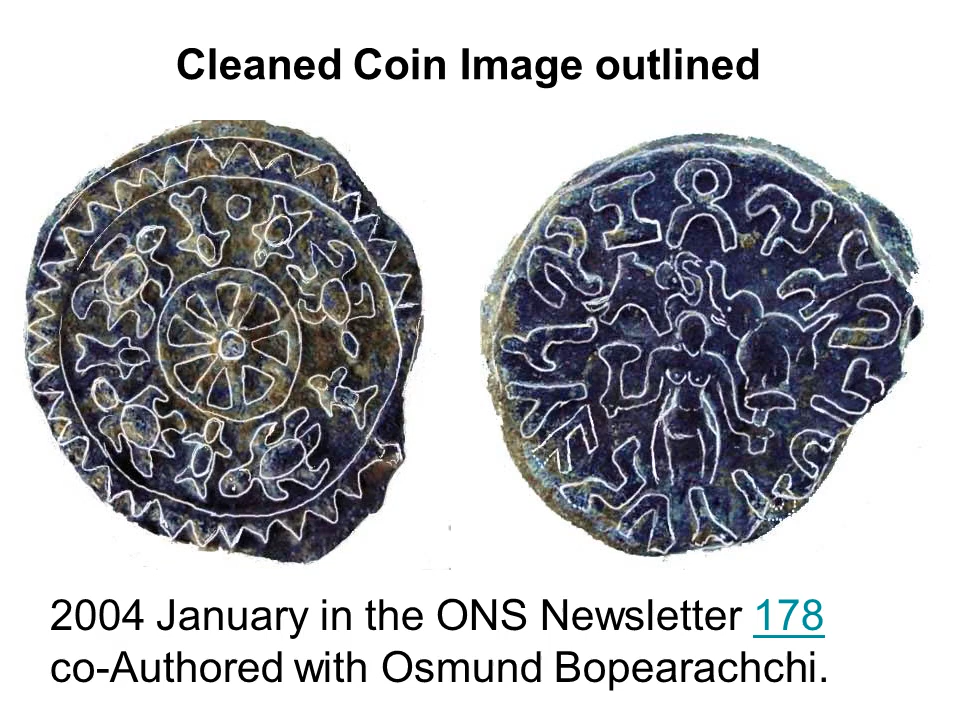 Cleaned Coin Image outlined
2004 January in the ONS Newsletter 178
co-Authored with Osmund Bopearachchi.